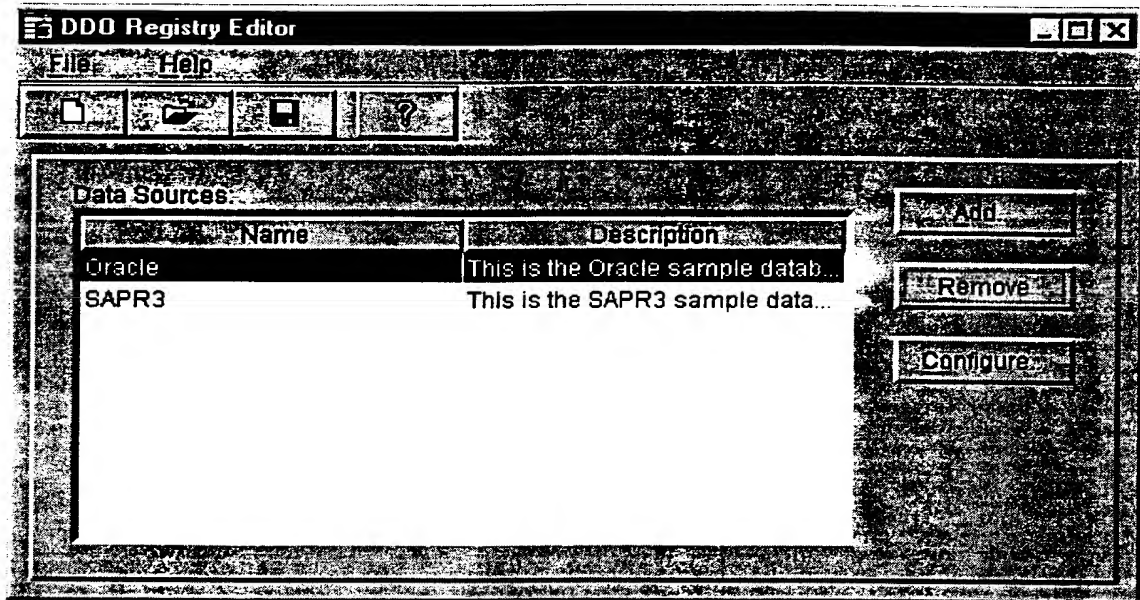 DDO Registry Editor
File Help
?
Data Sources:
Name Description
Oracle This is the Oracle sample datab...
SAPR3 This is the SAPR3 sample data...
Add...
Remove
Configure...